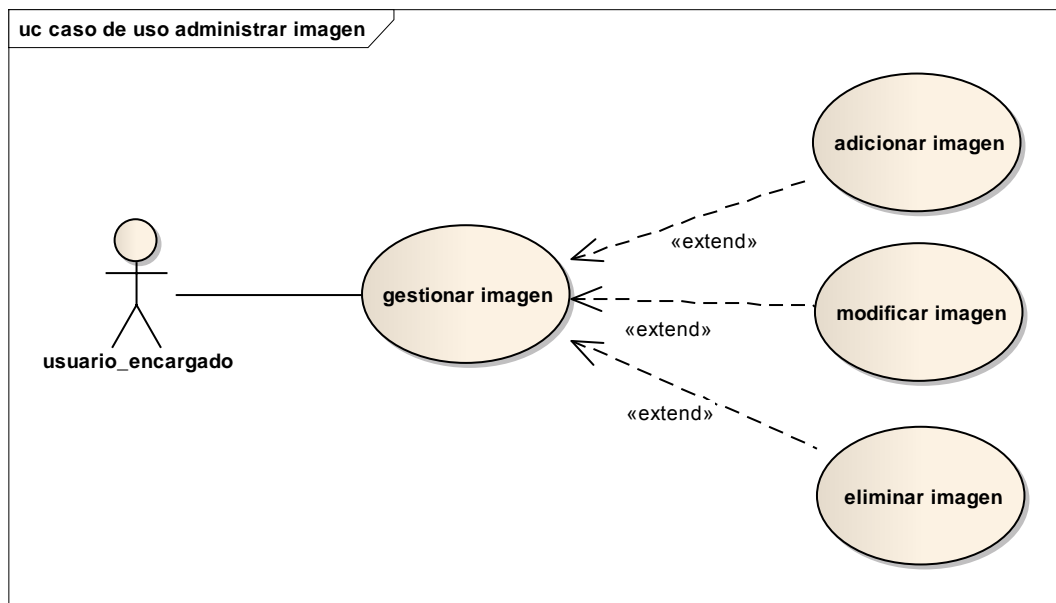 uc caso de uso administrar imagen
adicionar imagen
«extend»
gestionar imagen
modificar imagen
«extend»
usuario_encargado
«extend»
eliminar imagen